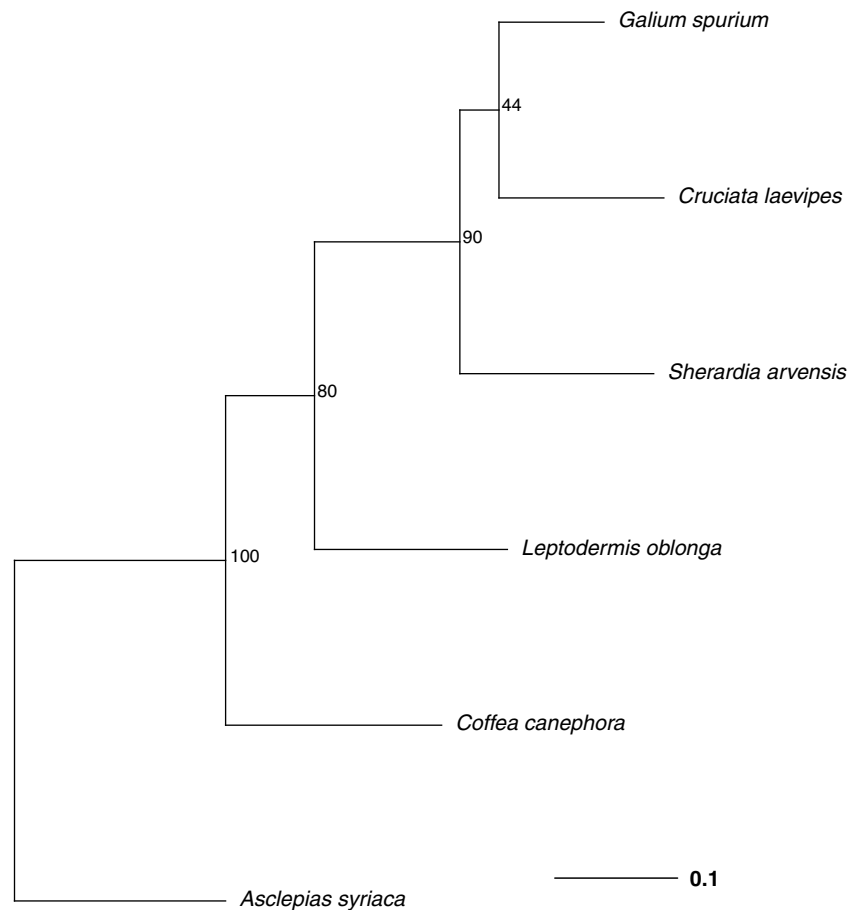 Galium spurium
44
Cruciata laevipes
90
Sherardia arvensis
80
Leptodermis oblonga
100
Coffea canephora
0.1
Asclepias syriaca